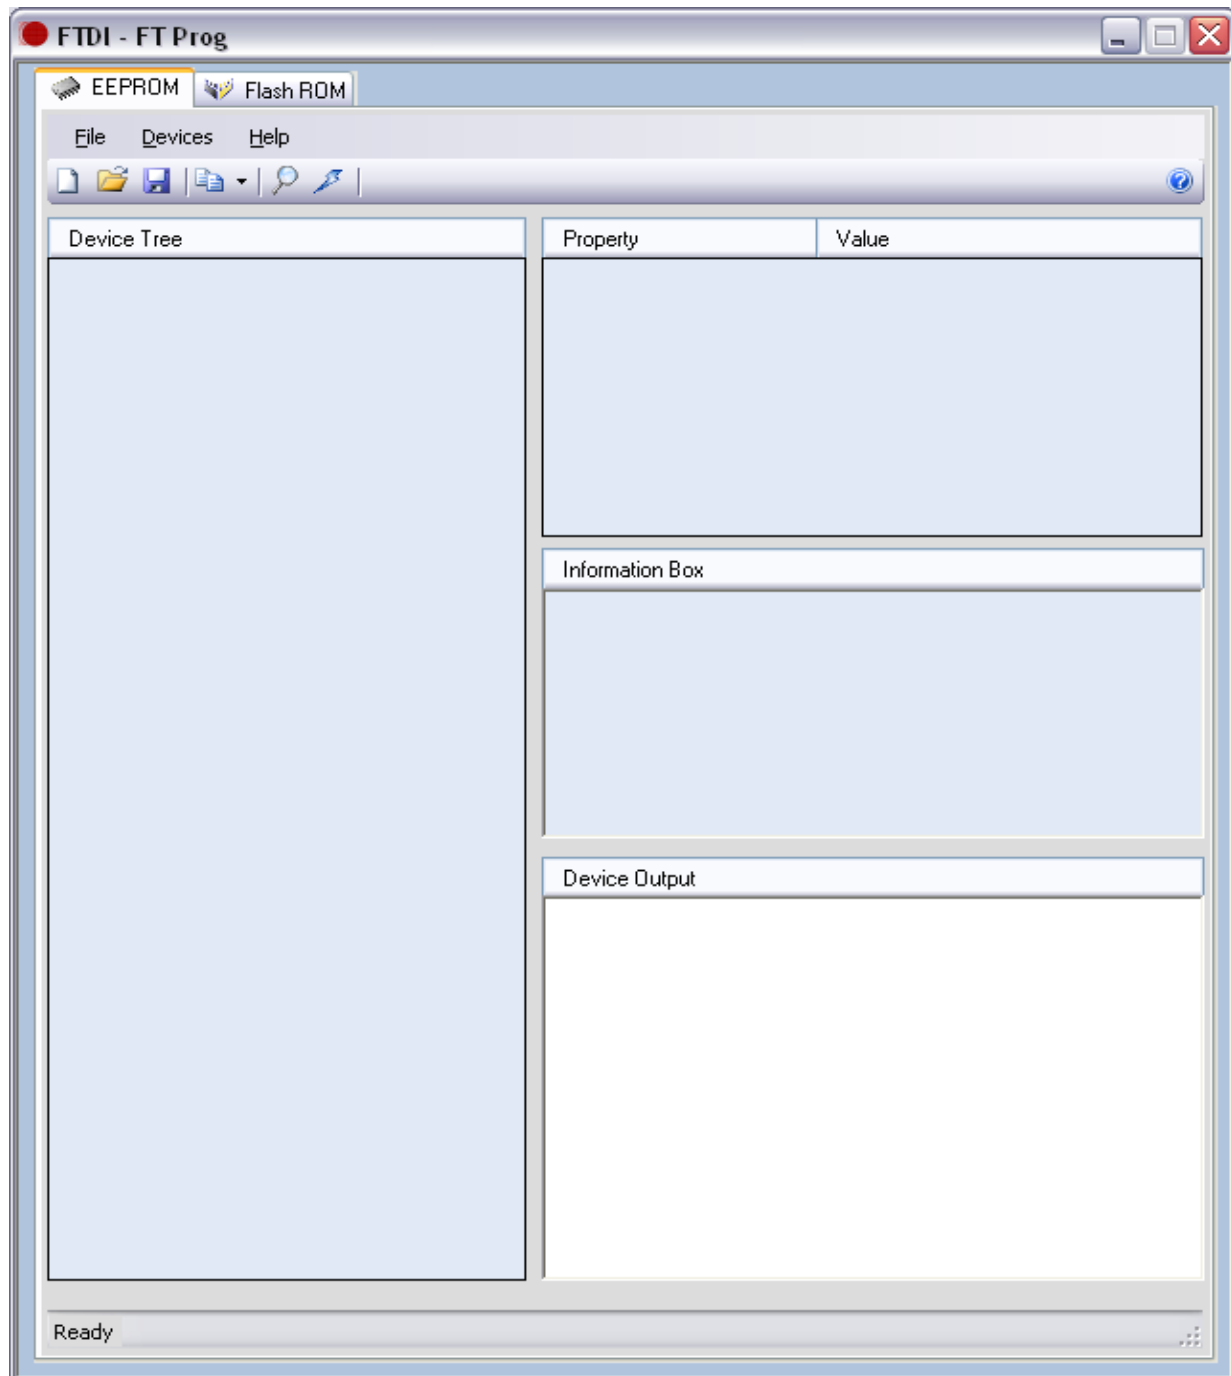 FTDI - FT Prog
EEPROM Flash ROM
File Devices Help
Device Tree
Property Value
Information Box
Device Output
Ready